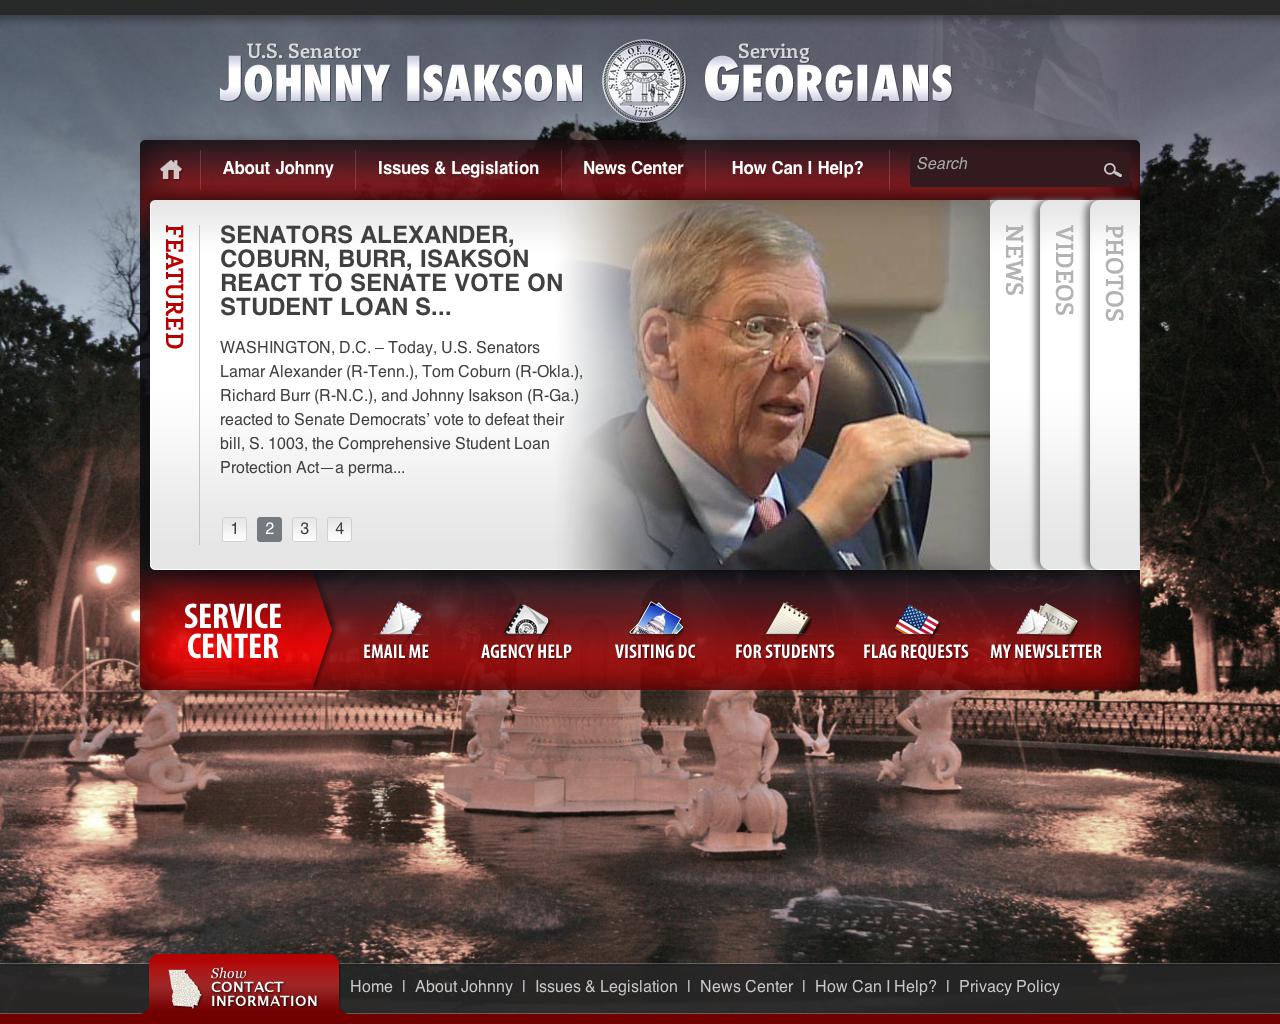 U.S. Senator
JOHNNY ISAKSON
STATE OF GEORGIA
1776
Serving
GEORGIANS
About Johnny
Issues & Legislation
News Center
How Can I Help?
Search
FEATURED
SENATORS ALEXANDER,
COBURN, BURR, ISAKSON
REACT TO SENATE VOTE ON
STUDENT LOAN S...
WASHINGTON, D.C. – Today, U.S. Senators
Lamar Alexander (R-Tenn.), Tom Coburn (R-Okla.),
Richard Burr (R-N.C.), and Johnny Isakson (R-Ga.)
reacted to Senate Democrats’ vote to defeat their
bill, S. 1003, the Comprehensive Student Loan
Protection Act—a perma...
1 2 3 4
NEWS
VIDEOS
PHOTOS
SERVICE
CENTER
EMAIL ME
AGENCY HELP
VISITING DC
FOR STUDENTS
FLAG REQUESTS
NEWS
MY NEWSLETTER
Show
CONTACT
INFORMATION
Home | About Johnny | Issues & Legislation | News Center | How Can I Help? | Privacy Policy